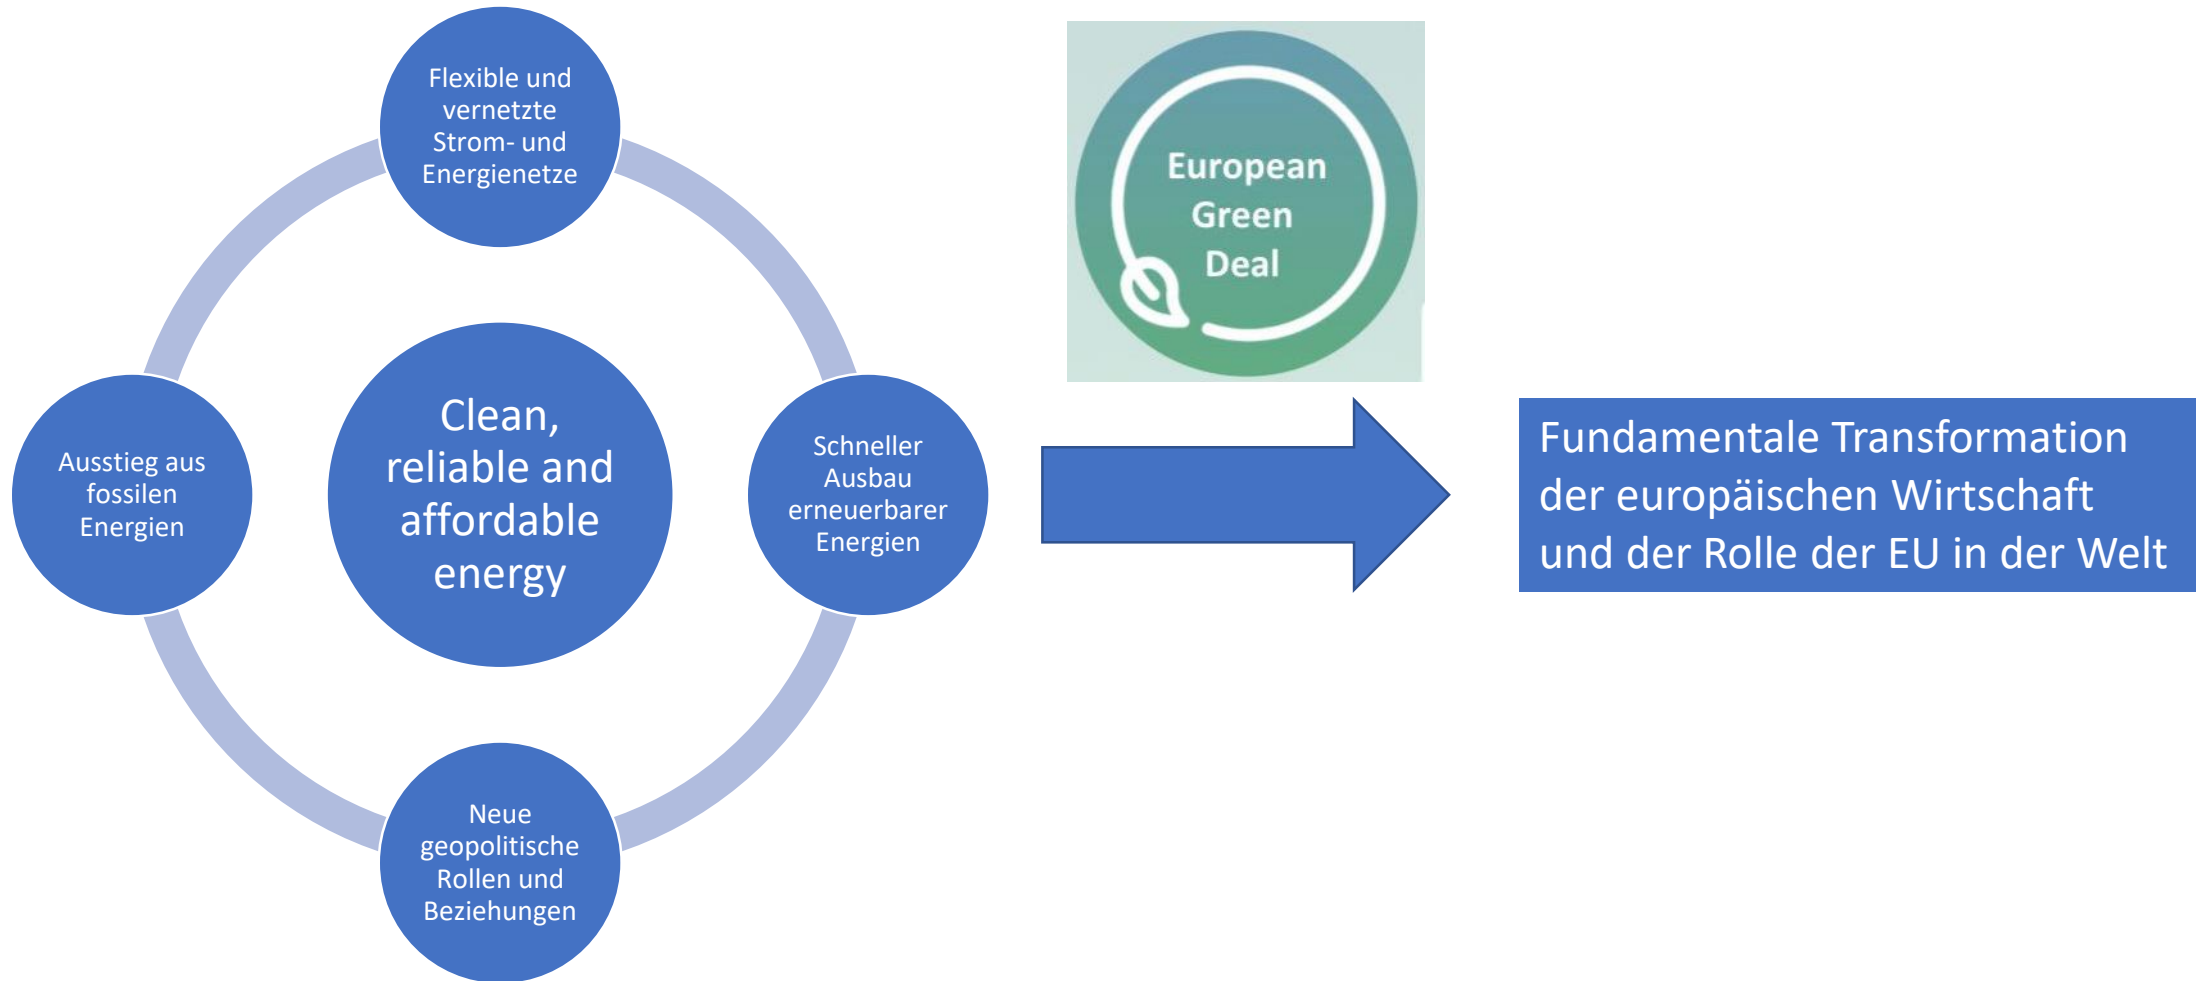 Flexible und
vernetzte
Strom- und
Energienetze
Ausstieg aus
fossilen
Energien
Clean,
reliable and
affordable
energy
Schneller
Ausbau
erneuerbarer
Energien
Neue
geopolitische
Rollen und
Beziehungen
European
Green
Deal
Fundamentale Transformation
der europäischen Wirtschaft
und der Rolle der EU in der Welt